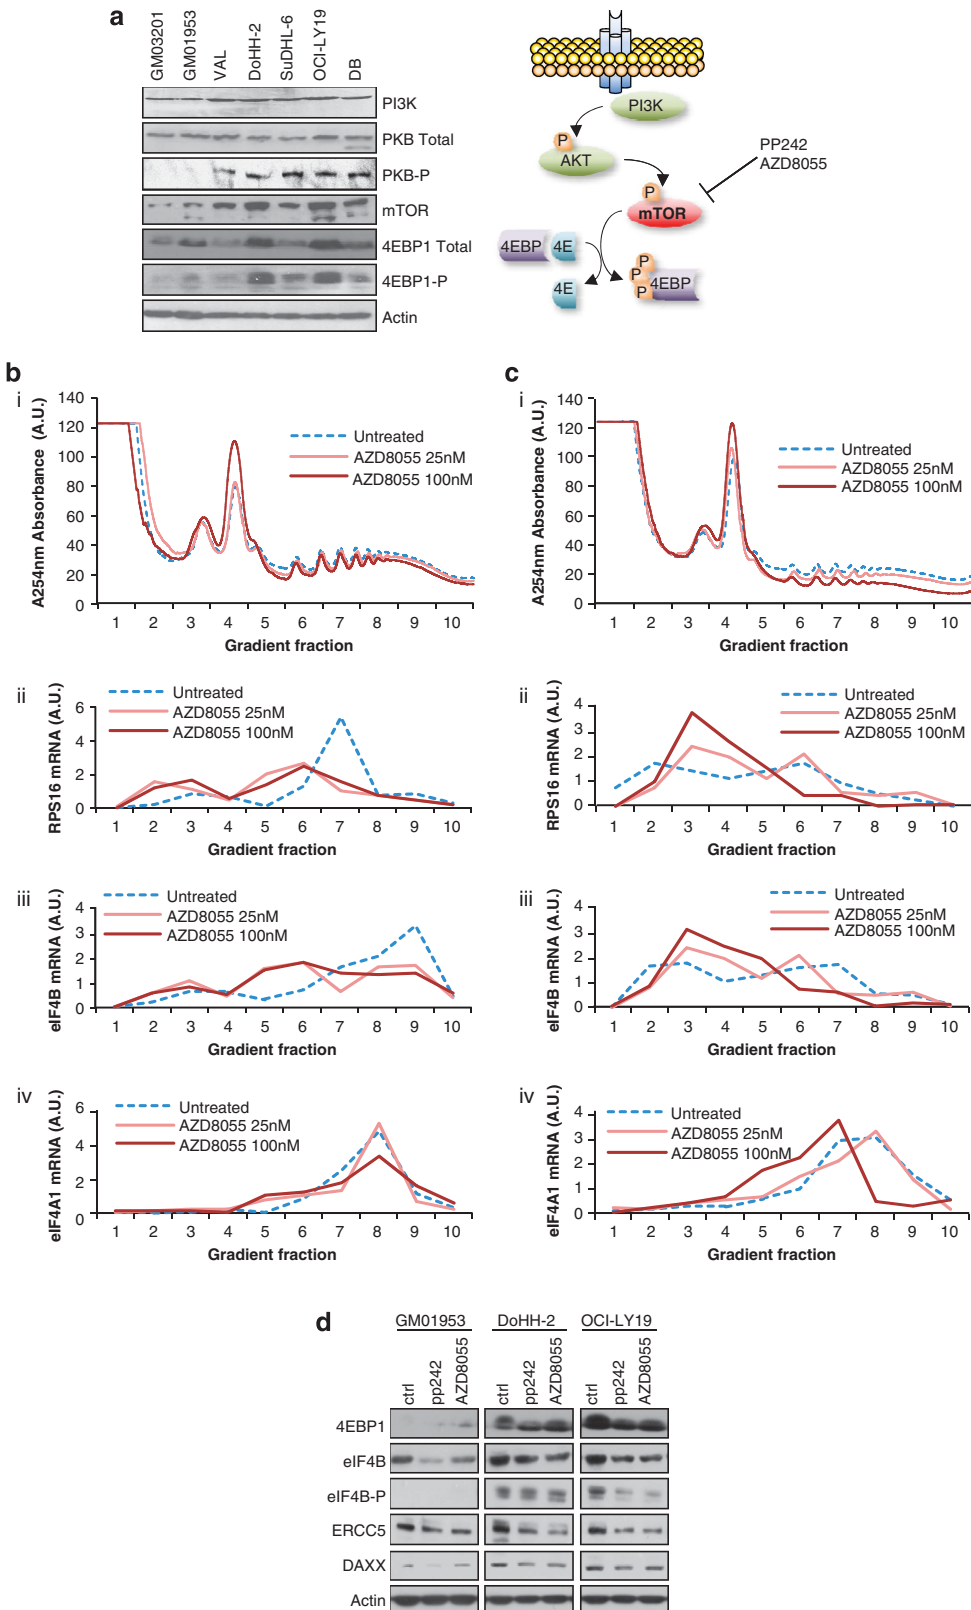 a
GM03201
GM01953
VAL
DoHH-2
SuDHL-6
OCI-LY19
DB
PI3K
PKB Total
PKB-P
mTOR
4EBP1 Total
4EBP1-P
Actin
PI3K
P
AKT
PP242
AZD8055
P
mTOR
4EBP 4E
4E
P
P
P
4EBP
b
i
A254nm Absorbance (A.U.)
140
120
100
80
60
40
20
0
Untreated
AZD8055 25nM
AZD8055 100nM
1 2 3 4 5 6 7 8 9 10
Gradient fraction
ii
RPS16 mRNA (A.U.)
6
4
2
0
Untreated
AZD8055 25nM
AZD8055 100nM
1 2 3 4 5 6 7 8 9 10
Gradient fraction
iii
eIF4B mRNA (A.U.)
4
3
2
1
0
Untreated
AZD8055 25nM
AZD8055 100nM
1 2 3 4 5 6 7 8 9 10
Gradient fraction
iv
eIF4A1 mRNA (A.U.)
6
4
2
0
Untreated
AZD8055 25nM
AZD8055 100nM
1 2 3 4 5 6 7 8 9 10
Gradient fraction
c
i
A254nm Absorbance (A.U.)
140
120
100
80
60
40
20
0
Untreated
AZD8055 25nM
AZD8055 100nM
1 2 3 4 5 6 7 8 9 10
Gradient fraction
ii
RPS16 mRNA (A.U.)
4
3
2
1
0
Untreated
AZD8055 25nM
AZD8055 100nM
1 2 3 4 5 6 7 8 9 10
Gradient fraction
iii
eIF4B mRNA (A.U.)
4
3
2
1
0
Untreated
AZD8055 25nM
AZD8055 100nM
1 2 3 4 5 6 7 8 9 10
Gradient fraction
iv
eIF4A1 mRNA (A.U.)
4
3
2
1
0
Untreated
AZD8055 25nM
AZD8055 100nM
1 2 3 4 5 6 7 8 9 10
Gradient fraction
d
GM01953 DoHH-2 OCI-LY19
ctrl pp242 AZD8055 ctrl pp242 AZD8055 ctrl pp242 AZD8055
4EBP1
eIF4B
eIF4B-P
ERCC5
DAXX
Actin